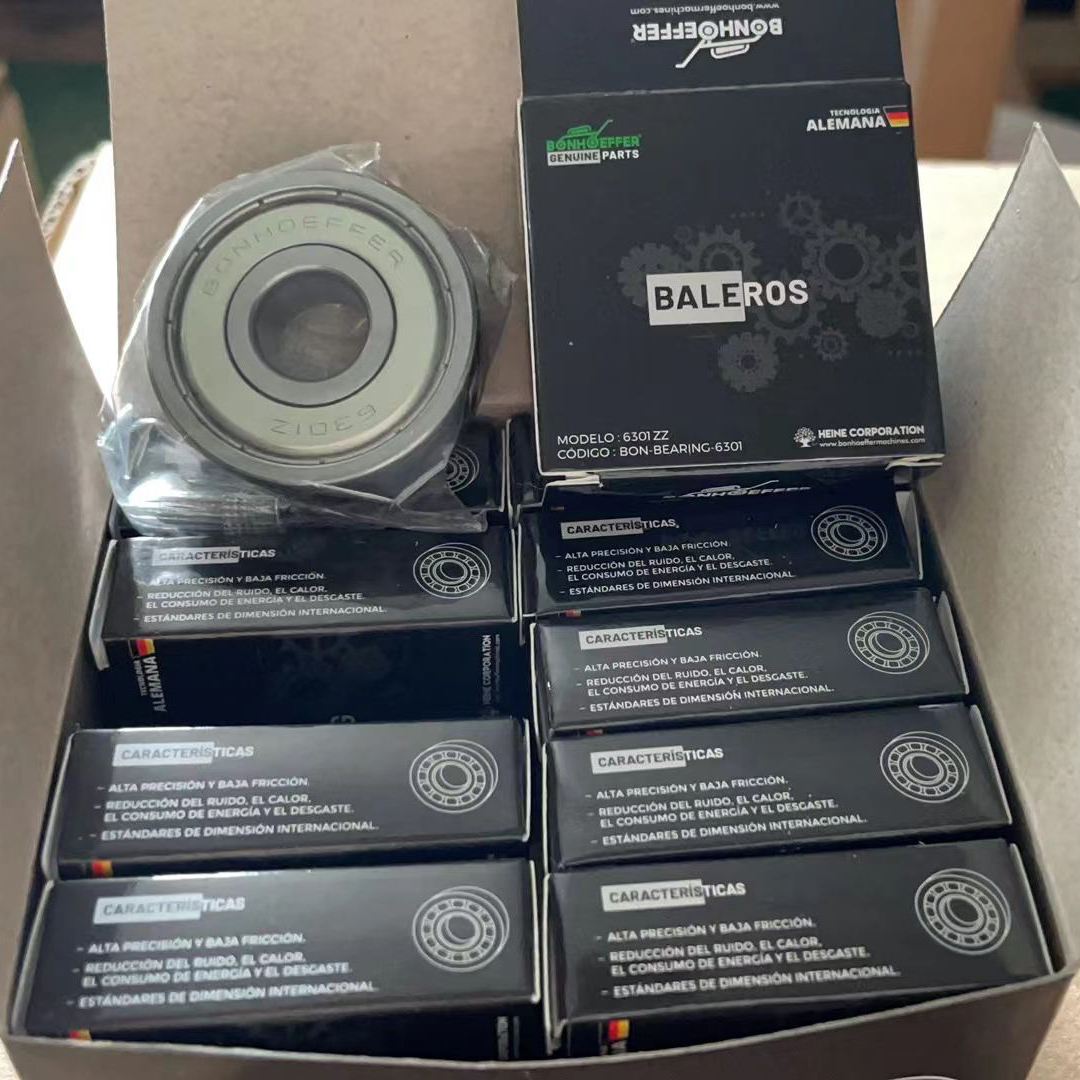 www.bonhoeffermachines.com
BONHOEFFER
TECNOLOGIA
ALEMANA
BONHOEFFER
GENUINE PARTS
BALEROS
MODELO : 6301 ZZ
CÓDIGO : BON-BEARING-6301
HEINE CORPORATION
www.bonhoeffermachines.com
BONHOEFFER
6301Z
CARACTERÍSTICAS
- ALTA PRECISIÓN Y BAJA FRICCIÓN.
- REDUCCIÓN DEL RUIDO, EL CALOR,
EL CONSUMO DE ENERGÍA Y EL DESGASTE.
- ESTÁNDARES DE DIMENSIÓN INTERNACIONAL.
TECNOLOGIA
ALEMANA
HEINE CORPORATION
BONHOEFFER
CARACTERÍSTICAS
- ALTA PRECISIÓN Y BAJA FRICCIÓN.
- REDUCCIÓN DEL RUIDO, EL CALOR,
EL CONSUMO DE ENERGÍA Y EL DESGASTE.
- ESTÁNDARES DE DIMENSIÓN INTERNACIONAL.
CARACTERÍSTICAS
- ALTA PRECISIÓN Y BAJA FRICCIÓN.
- REDUCCIÓN DEL RUIDO, EL CALOR,
EL CONSUMO DE ENERGÍA Y EL DESGASTE.
- ESTÁNDARES DE DIMENSIÓN INTERNACIONAL.
CARACTERÍSTICAS
- ALTA PRECISIÓN Y BAJA FRICCIÓN.
- REDUCCIÓN DEL RUIDO, EL CALOR,
EL CONSUMO DE ENERGÍA Y EL DESGASTE.
- ESTÁNDARES DE DIMENSIÓN INTERNACIONAL.
CARACTERÍSTICAS
- ALTA PRECISIÓN Y BAJA FRICCIÓN.
- REDUCCIÓN DEL RUIDO, EL CALOR,
EL CONSUMO DE ENERGÍA Y EL DESGASTE.
- ESTÁNDARES DE DIMENSIÓN INTERNACIONAL.
CARACTERÍSTICAS
- ALTA PRECISIÓN Y BAJA FRICCIÓN.
- REDUCCIÓN DEL RUIDO, EL CALOR,
EL CONSUMO DE ENERGÍA Y EL DESGASTE.
- ESTÁNDARES DE DIMENSIÓN INTERNACIONAL.
CARACTERÍSTICAS
- ALTA PRECISIÓN Y BAJA FRICCIÓN.
- REDUCCIÓN DEL RUIDO, EL CALOR,
EL CONSUMO DE ENERGÍA Y EL DESGASTE.
- ESTÁNDARES DE DIMENSIÓN INTERNACIONAL.